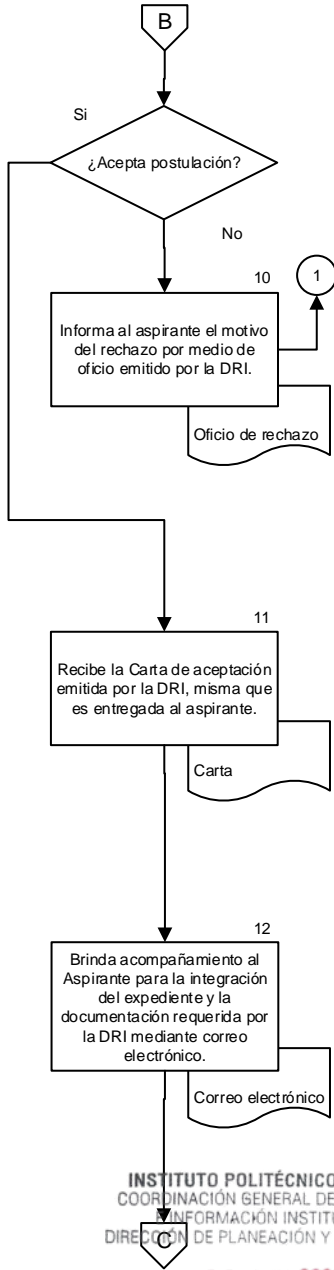 B
Si
¿Acepta postulación?
No
10
1
Informa al aspirante el motivo
del rechazo por medio de
oficio emitido por la DRI.
Oficio de rechazo
11
Recibe la Carta de aceptación
emitida por la DRI, misma que
es entregada al aspirante.
Carta
12
Brinda acompañamiento al
Aspirante para la integración
del expediente y la
documentación requerida por
la DRI mediante correo
electrónico.
Correo electrónico
INSTITUTO POLITÉCNICO
COORDINACIÓN GENERAL DE
INFORMACIÓN INSTITU
DIRECCIÓN DE PLANEACIÓN Y
C